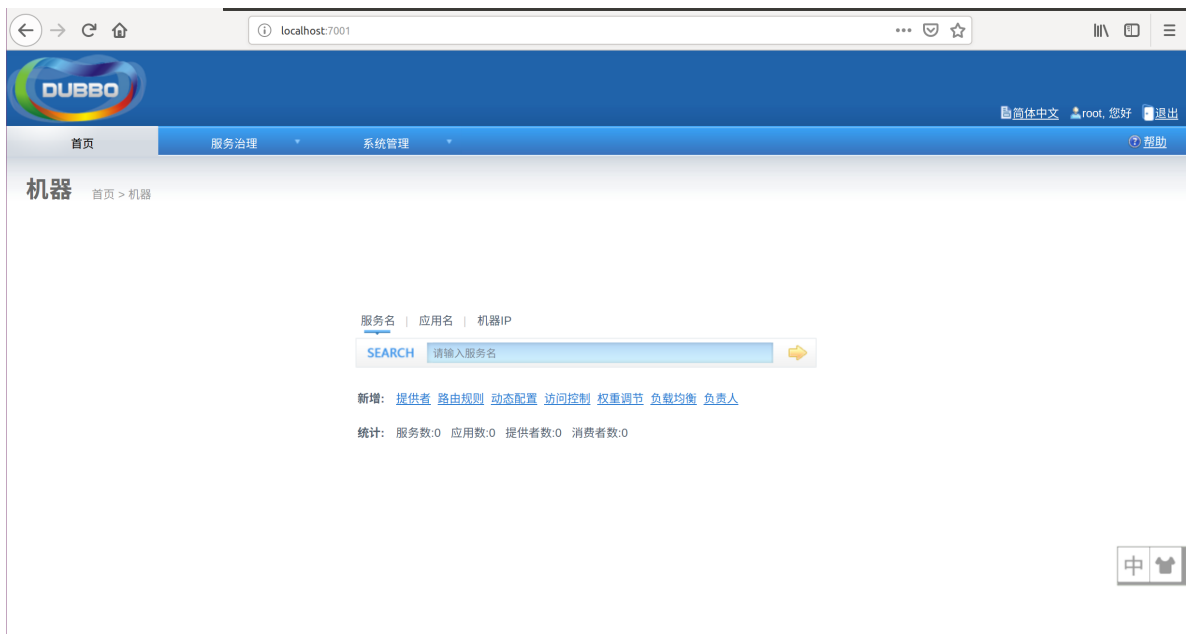 localhost:7001
DUBBO
简体中文 root, 您好 退出
首页 服务治理 系统管理 帮助
机器 首页 > 机器
服务名 | 应用名 | 机器IP
SEARCH 请输入服务名
新增: 提供者 路由规则 动态配置 访问控制 权重调节 负载均衡 负责人
统计: 服务数:0 应用数:0 提供者数:0 消费者数:0
中